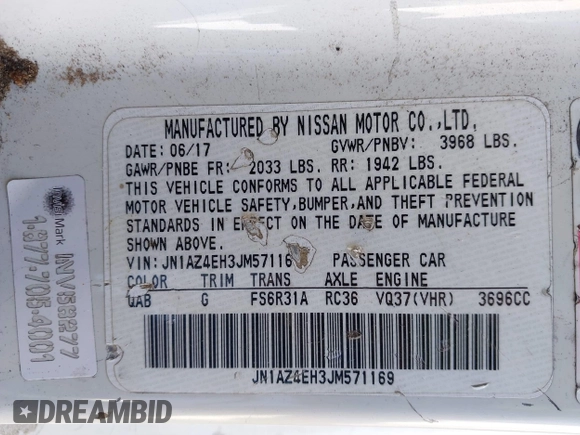 MANUFACTURED BY NISSAN MOTOR CO.,LTD.
DATE: 06/17 GVWR/PNBV: 3968 LBS.
GAWR/PNBE FR: 2033 LBS. RR: 1942 LBS.
THIS VEHICLE CONFORMS TO ALL APPLICABLE FEDERAL
MOTOR VEHICLE SAFETY,BUMPER,AND THEFT PREVENTION
STANDARDS IN EFFECT ON THE DATE OF MANUFACTURE
SHOWN ABOVE.
VIN: JN1AZ4EH3JM57116 PASSENGER CAR
COLOR TRIM TRANS AXLE ENGINE
QAB G FS6R31A RC36 VQ37(VHR) 3696CC
JN1AZ4EH3JM571169
Mark
INVBB277
1-877-705-4001
DREAMBID